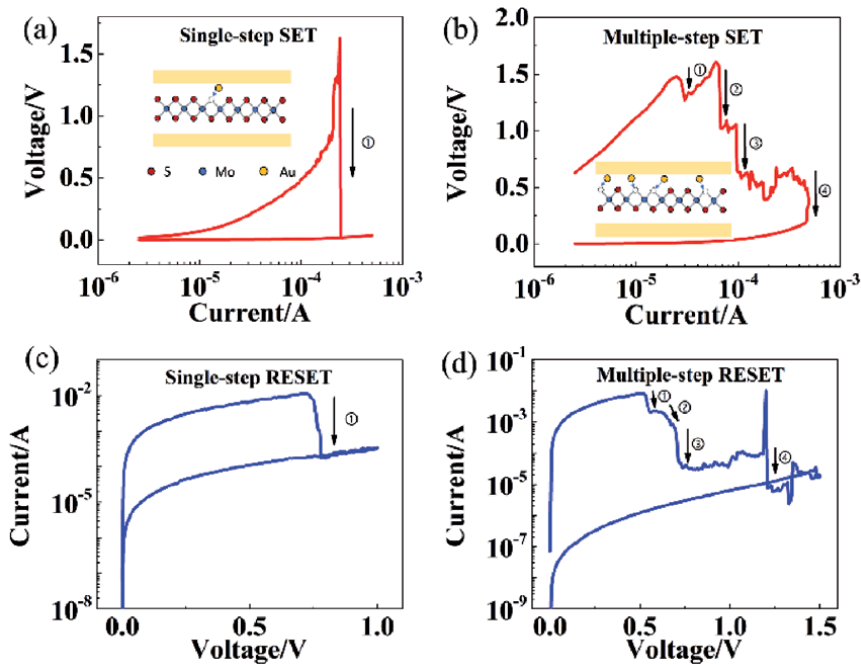 (a)
Single-step SET
1.5
1.0
0.5
0.0
Voltage/V
①
S Mo Au
10⁻⁶ 10⁻⁵ 10⁻⁴ 10⁻³
Current/A
(b)
Multiple-step SET
2.0
1.5
1.0
0.5
0.0
Voltage/V
①
②
③
④
10⁻⁶ 10⁻⁵ 10⁻⁴ 10⁻³
Current/A
(c)
Single-step RESET
10⁻²
10⁻⁵
10⁻⁸
Current/A
①
0.0 0.5 1.0
Voltage/V
(d)
Multiple-step RESET
10⁻¹
10⁻³
10⁻⁵
10⁻⁷
10⁻⁹
Current/A
①
②
③
④
0.0 0.5 1.0 1.5
Voltage/V